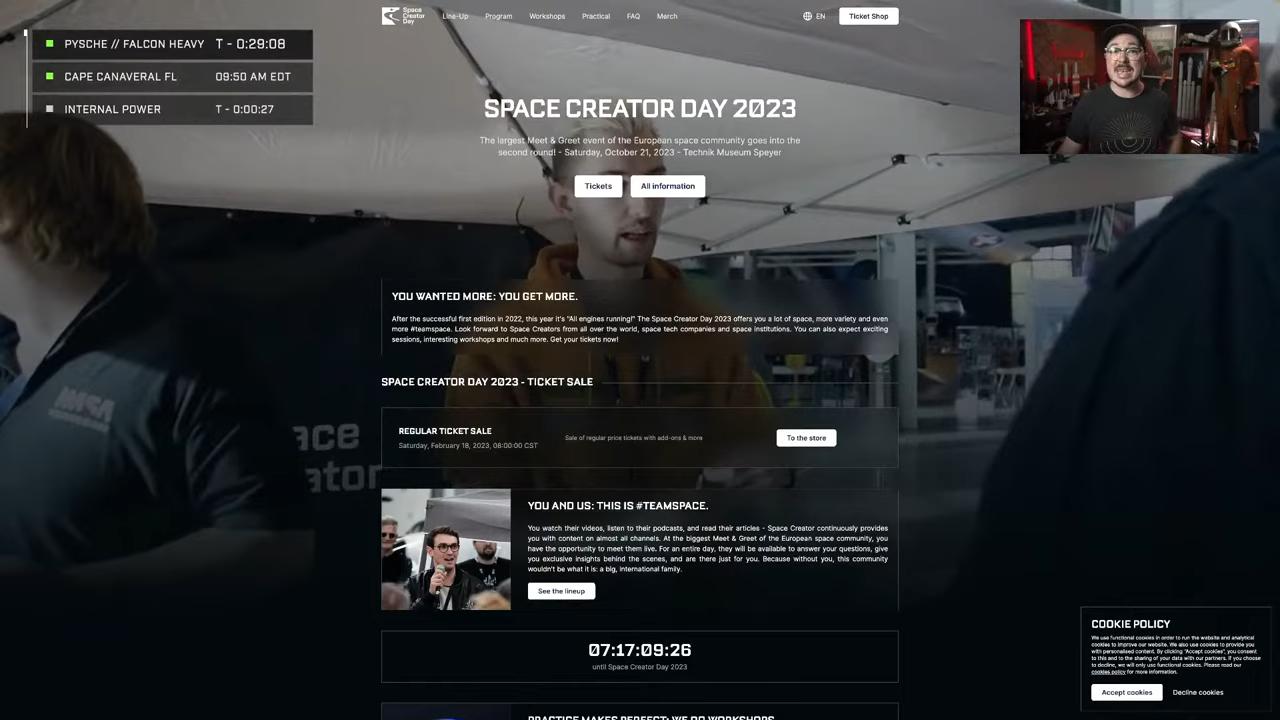 Space
Creator
Day
Line-Up
Program
Workshops
Practical
FAQ
Merch
EN
Ticket Shop
PYSCHE // FALCON HEAVY T - 0:29:08
CAPE CANAVERAL FL 09:50 AM EDT
INTERNAL POWER T - 0:00:27
SPACE CREATOR DAY 2023
The largest Meet & Greet event of the European space community goes into the
second round! - Saturday, October 21, 2023 - Technik Museum Speyer
Tickets
All information
YOU WANTED MORE: YOU GET MORE.
After the successful first edition in 2022, this year it's "All engines running!" The Space Creator Day 2023 offers you a lot of space, more variety and even
more #teamspace. Look forward to Space Creators from all over the world, space tech companies and space institutions. You can also expect exciting
sessions, interesting workshops and much more. Get your tickets now!
SPACE CREATOR DAY 2023 - TICKET SALE
REGULAR TICKET SALE
Saturday, February 18, 2023, 08:00:00 CST
Sale of regular price tickets with add-ons & more
To the store
ace
ator
YOU AND US: THIS IS #TEAMSPACE.
You watch their videos, listen to their podcasts, and read their articles - Space Creator continuously provides
you with content on almost all channels. At the biggest Meet & Greet of the European space community, you
have the opportunity to meet them live. For an entire day, they will be available to answer your questions, give
you exclusive insights behind the scenes, and are there just for you. Because without you, this community
wouldn't be what it is: a big, international family.
See the lineup
07:17:09:26
until Space Creator Day 2023
PRACTICE MAKES PERFECT: WE DO WORKSHOPS
COOKIE POLICY
We use functional cookies in order to run the website and analytical
cookies to improve our website. We also use cookies to provide you
with personalised content. By clicking "Accept cookies", you consent
to this and to the sharing of your data with our partners. If you choose
to decline, we will only use functional cookies. Please read our
cookies policy for more information.
Accept cookies
Decline cookies